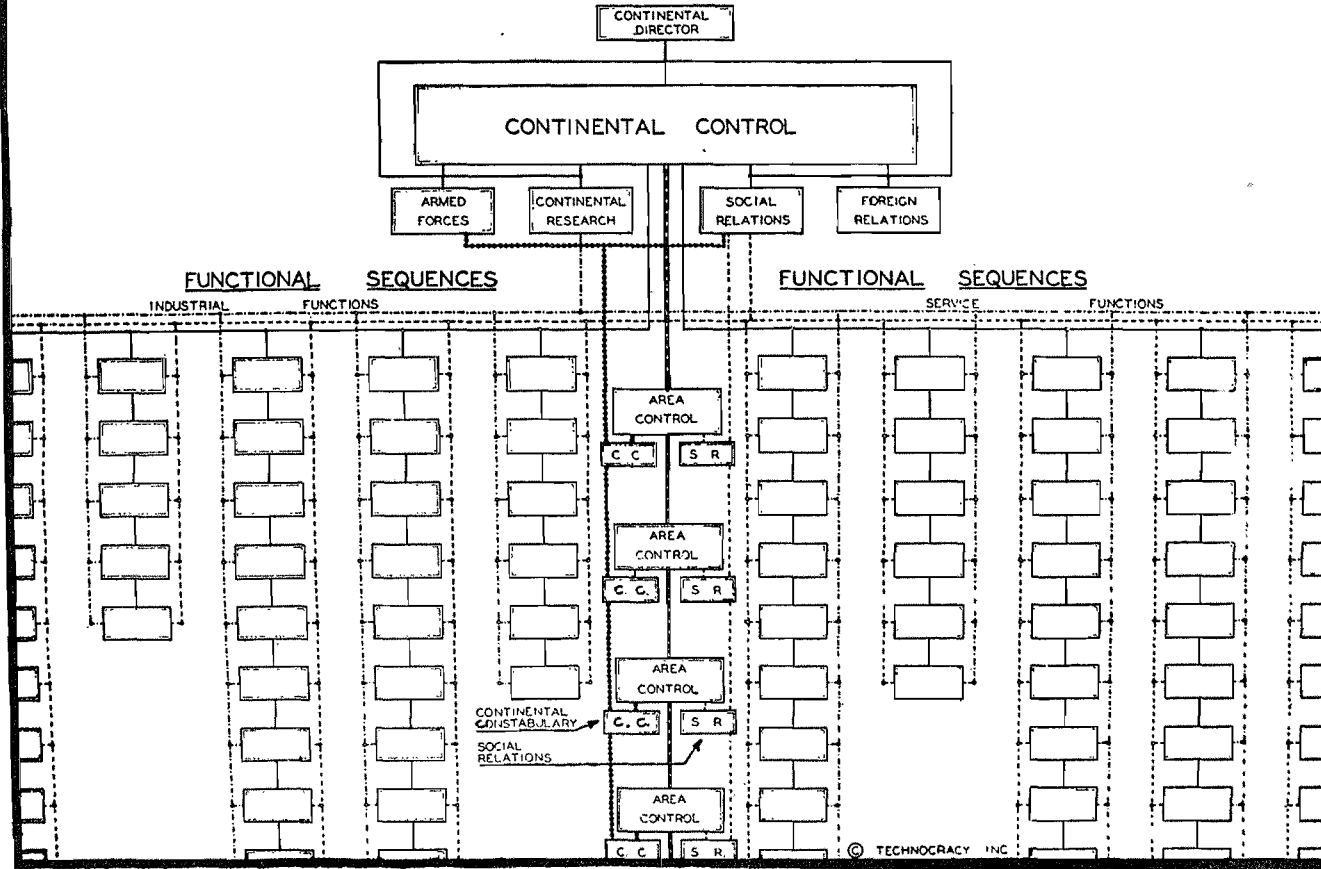 CONTINENTAL
DIRECTOR
CONTINENTAL CONTROL
ARMED
FORCES
CONTINENTAL
RESEARCH
SOCIAL
RELATIONS
FOREIGN
RELATIONS
FUNCTIONAL SEQUENCES
INDUSTRIAL FUNCTIONS
FUNCTIONAL SEQUENCES
SERVICE FUNCTIONS
AREA
CONTROL
C C
S R
AREA
CONTROL
C. C.
S R
AREA
CONTROL
CONTINENTAL
CONSTABULARY
C. C.
S R
SOCIAL
RELATIONS
AREA
CONTROL
C. C
S R.
© TECHNOCRACY INC